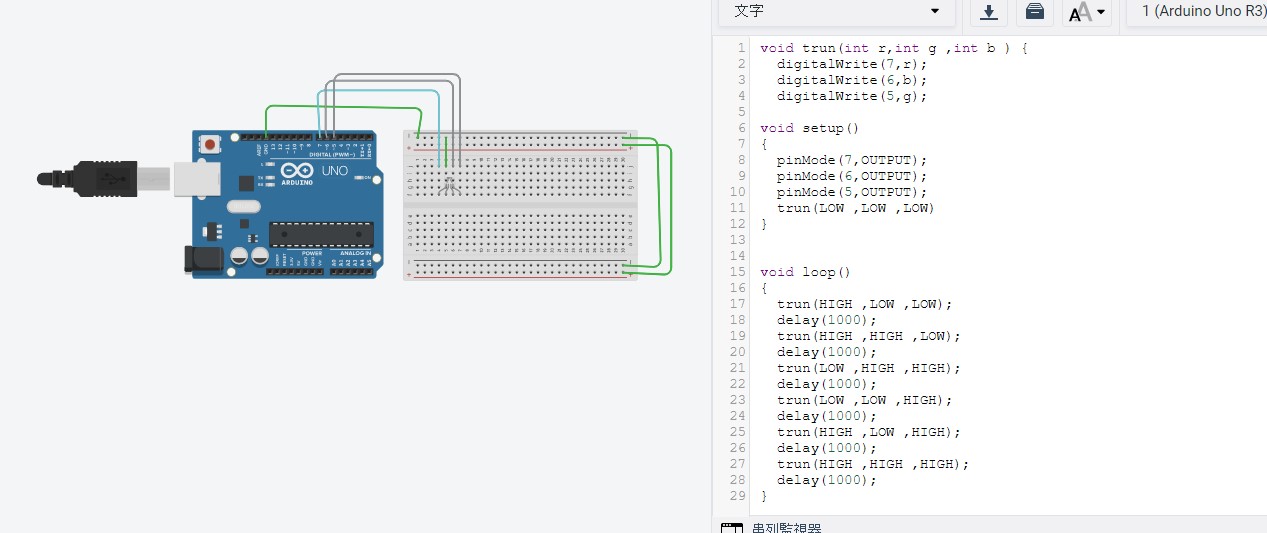 文字
1 (Arduino Uno R3)
1 void trun(int r,int g ,int b ) {
2 digitalWrite(7,r);
3 digitalWrite(6,b);
4 digitalWrite(5,g);
5
6 void setup()
7 {
8 pinMode(7,OUTPUT);
9 pinMode(6,OUTPUT);
10 pinMode(5,OUTPUT);
11 trun(LOW ,LOW ,LOW)
12 }
13
14
15 void loop()
16 {
17 trun(HIGH ,LOW ,LOW);
18 delay(1000);
19 trun(HIGH ,HIGH ,LOW);
20 delay(1000);
21 trun(LOW ,HIGH ,HIGH);
22 delay(1000);
23 trun(LOW ,LOW ,HIGH);
24 delay(1000);
25 trun(HIGH ,LOW ,HIGH);
26 delay(1000);
27 trun(HIGH ,HIGH ,HIGH);
28 delay(1000);
29 }
串列監視器
DIGITAL (PWM~)
UNO
ARDUINO
ON
POWER
ANALOG IN